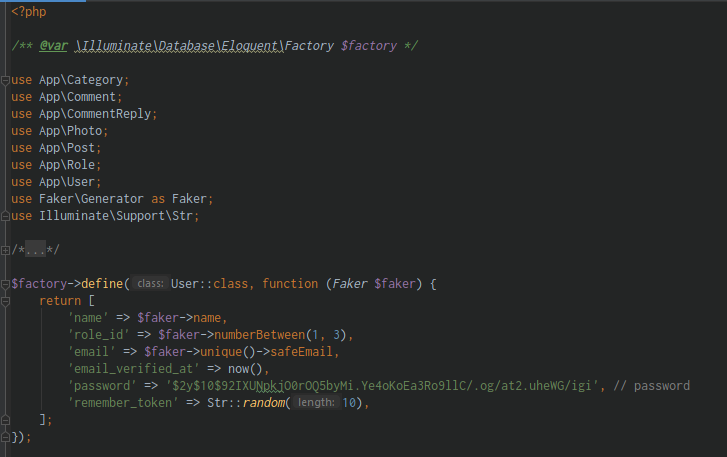 <?php
/** @var \Illuminate\Database\Eloquent\Factory $factory */
use App\Category;
use App\Comment;
use App\CommentReply;
use App\Photo;
use App\Post;
use App\Role;
use App\User;
use Faker\Generator as Faker;
use Illuminate\Support\Str;
/*...*/
$factory->define( class: User::class, function (Faker $faker) {
    return [
        'name' => $faker->name,
        'role_id' => $faker->numberBetween(1, 3),
        'email' => $faker->unique()->safeEmail,
        'email_verified_at' => now(),
        'password' => '$2y$10$92IXUNpkjO0rOQ5byMi.Ye4oKoEa3Ro9llC/.og/at2.uheWG/igi', // password
        'remember_token' => Str::random( length: 10),
    ];
});